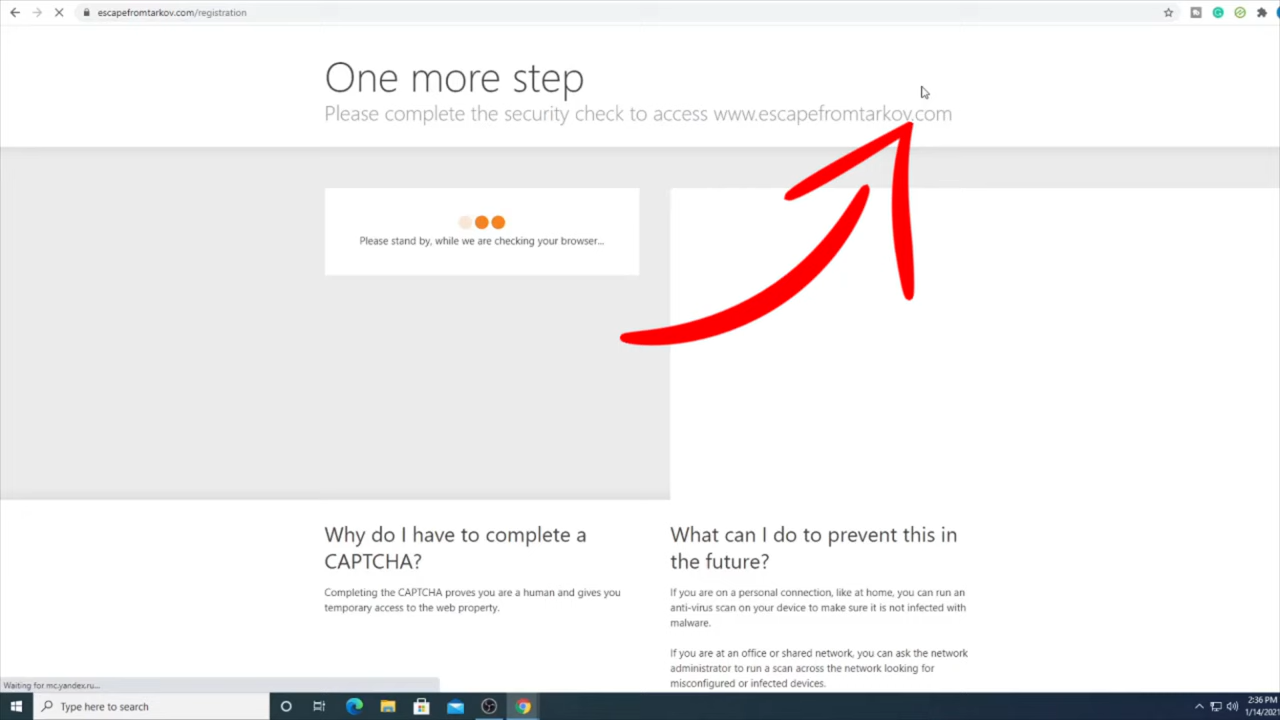 escapefromtarkov.com/registration
One more step
Please complete the security check to access www.escapefromtarkov.com
Please stand by, while we are checking your browser...
Why do I have to complete a
CAPTCHA?
Completing the CAPTCHA proves you are a human and gives you
temporary access to the web property.
What can I do to prevent this in
the future?
If you are on a personal connection, like at home, you can run an
anti-virus scan on your device to make sure it is not infected with
malware.
If you are at an office or shared network, you can ask the network
administrator to run a scan across the network looking for
misconfigured or infected devices.
Waiting for mc.yandex.ru...
Type here to search
2:36 PM
1/14/2021